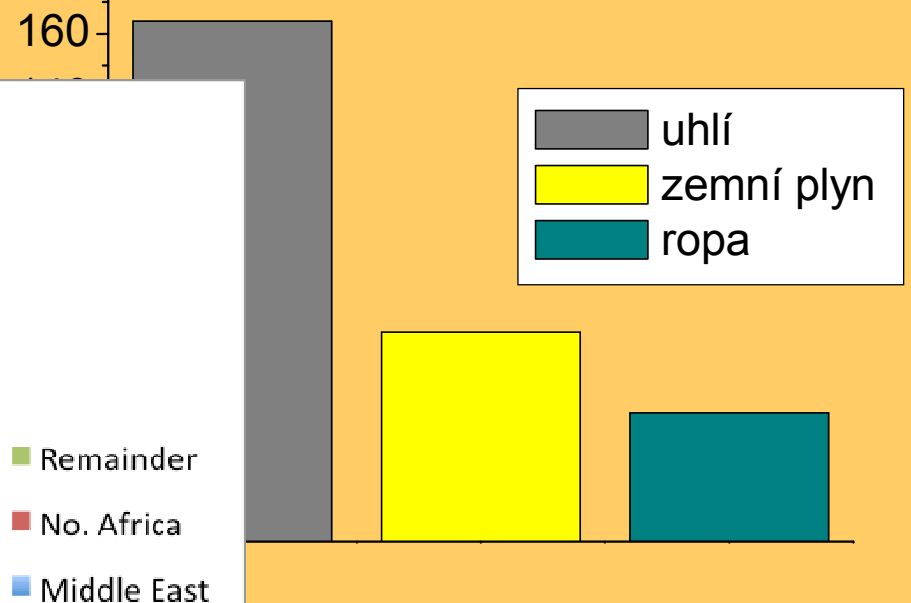 160
uhlí
zemní plyn
ropa
Remainder
No. Africa
Middle East